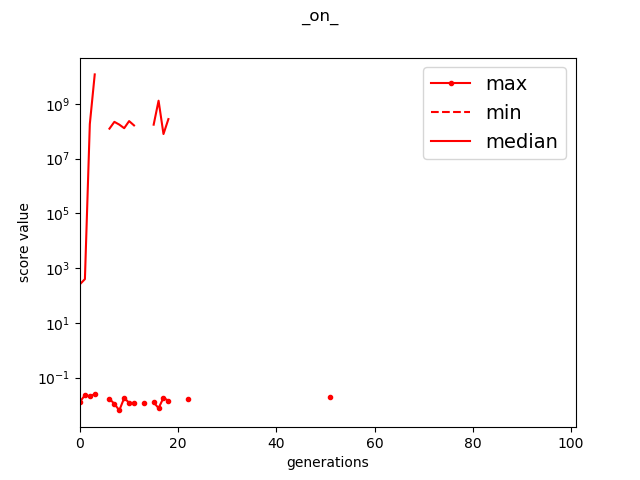 _on_
max
min
median
10^9
10^7
10^5
10^3
10^1
10^-1
score value
0 20 40 60 80 100
generations